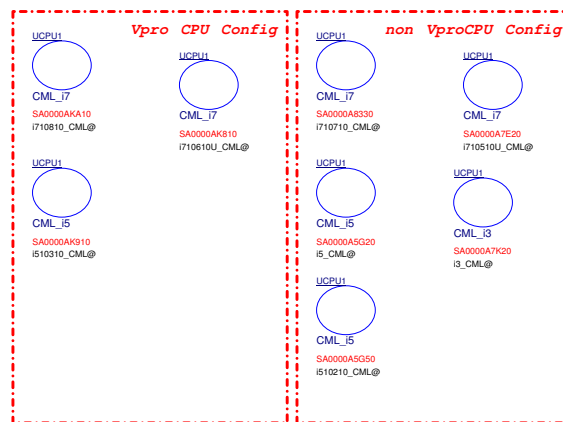 Vpro CPU Config
UCPU1
CML_i7
SA0000AKA10
i710810_CML@
UCPU1
CML_i7
SA0000AK810
i710610U_CML@
UCPU1
CML_i5
SA0000AK910
i510310_CML@
non VproCPU Config
UCPU1
CML_i7
SA0000A8330
i710710_CML@
UCPU1
CML_i7
SA0000A7E20
i710510U_CML@
UCPU1
CML_i5
SA0000A5G20
i5_CML@
UCPU1
CML_i3
SA0000A7K20
i3_CML@
UCPU1
CML_i5
SA0000A5G50
i510210_CML@